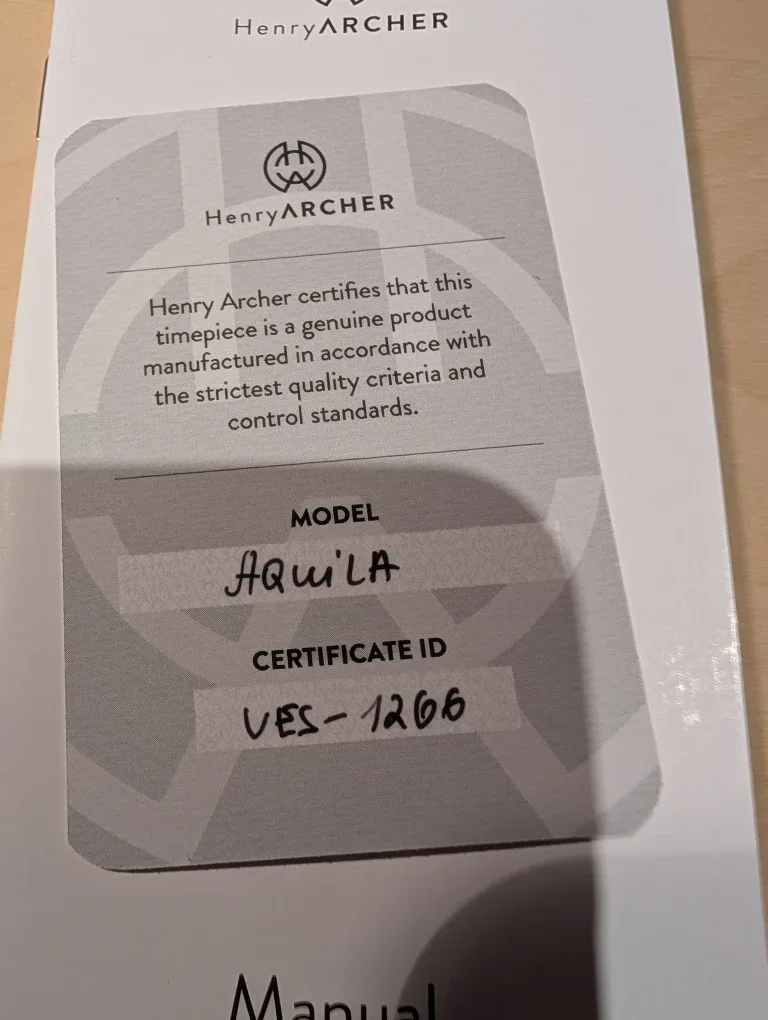 HenryARCHER
HenryARCHER
Henry Archer certifies that this
timepiece is a genuine product
manufactured in accordance with
the strictest quality criteria and
control standards.
MODEL
AQuiLA
CERTIFICATE ID
VES-1266
Manual